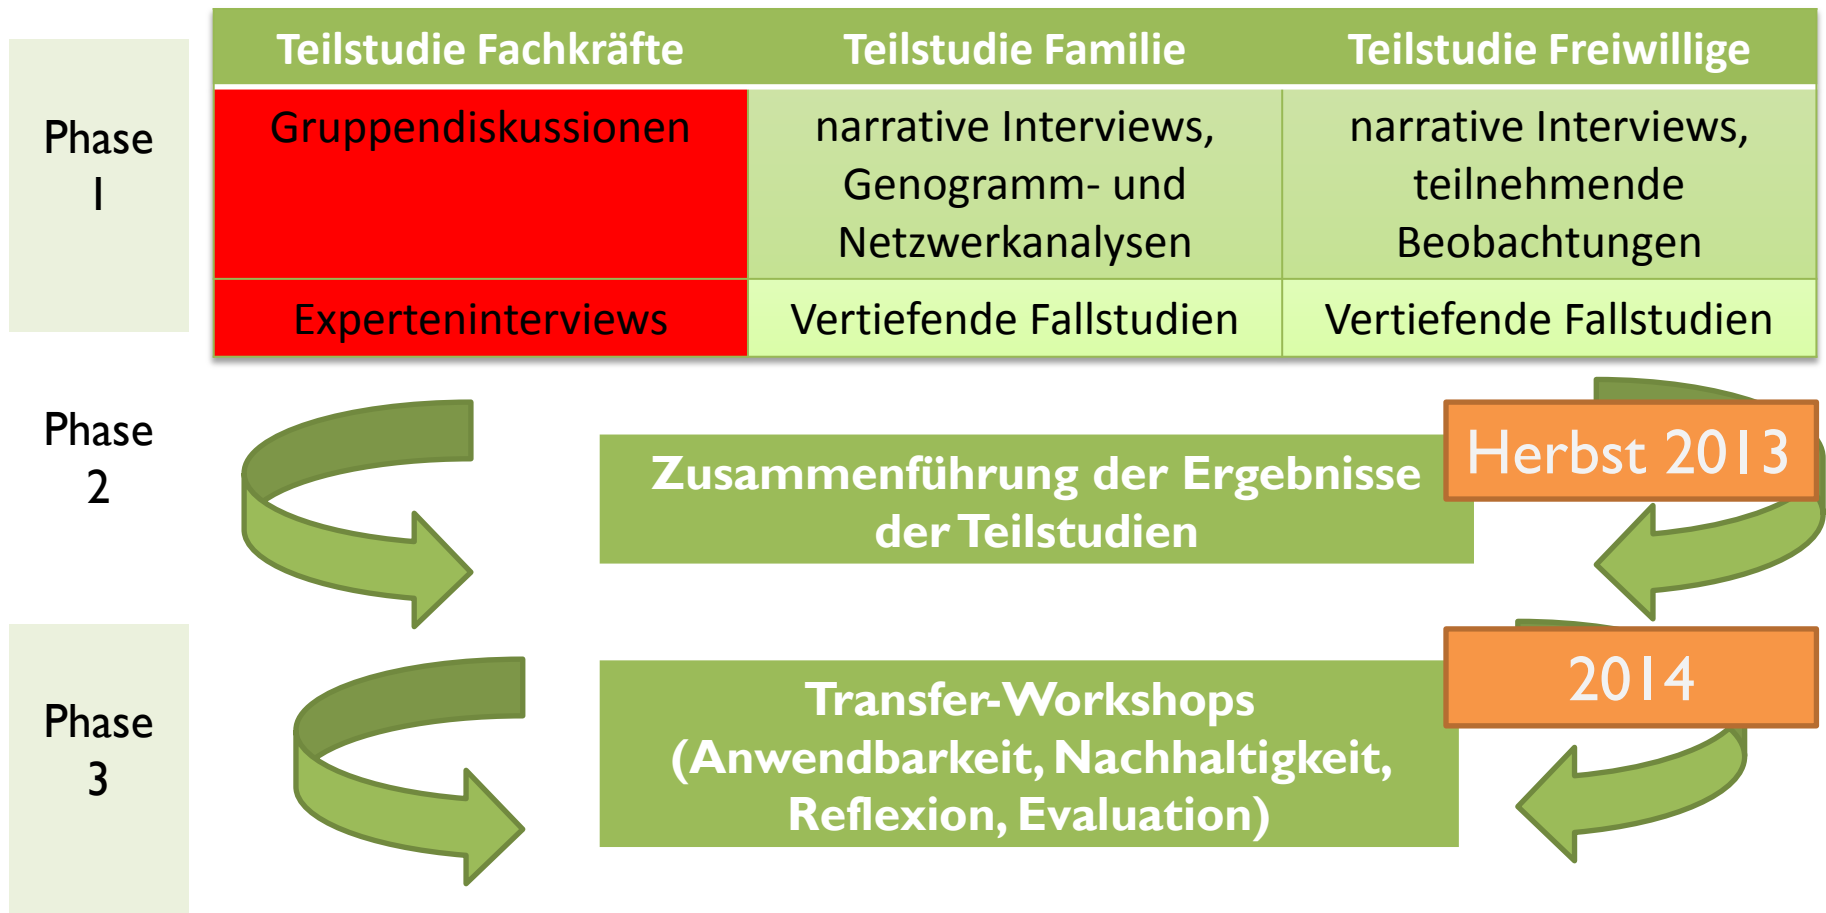 Teilstudie Fachkräfte
Teilstudie Familie
Teilstudie Freiwillige
Phase
1
Gruppendiskussionen
narrative Interviews,
Genogramm- und
Netzwerkanalysen
narrative Interviews,
teilnehmende
Beobachtungen
Experteninterviews
Vertiefende Fallstudien
Vertiefende Fallstudien
Phase
2
Zusammenführung der Ergebnisse
der Teilstudien
Herbst 2013
Phase
3
Transfer-Workshops
(Anwendbarkeit, Nachhaltigkeit,
Reflexion, Evaluation)
2014